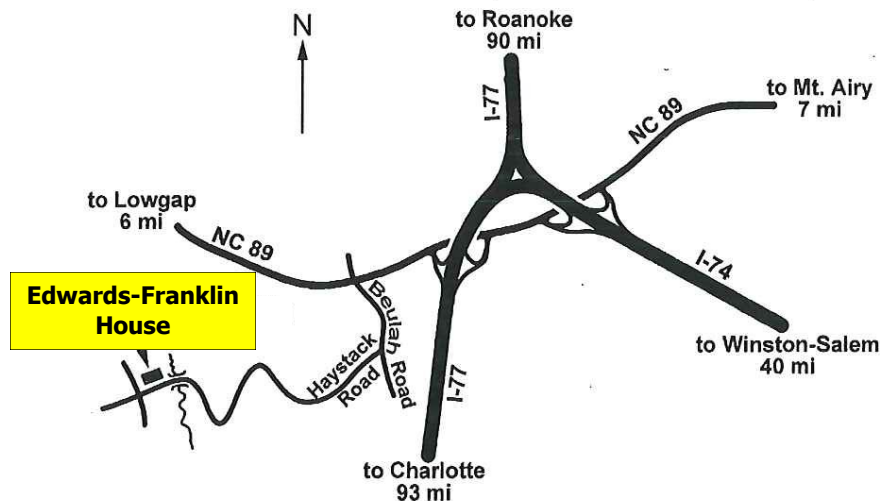 N
to Roanoke
90 mi
I-77
NC 89
to Mt. Airy
7 mi
to Lowgap
6 mi
NC 89
Edwards-Franklin
House
Beulah Road
Haystack
Road
I-77
I-74
to Winston-Salem
40 mi
to Charlotte
93 mi